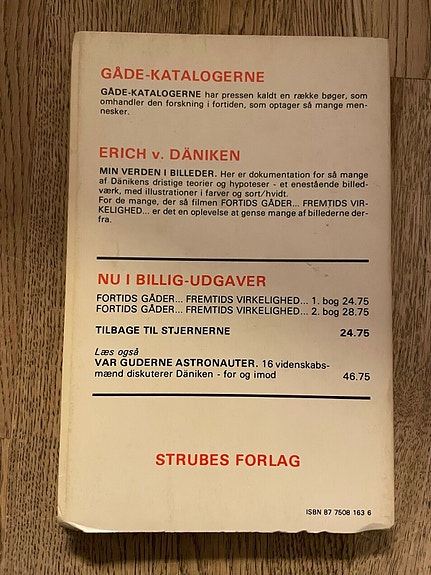 GÅDE-KATALOGERNE
GÅDE-KATALOGERNE har pressen kaldt en række bøger, som
omhandler den forskning i fortiden, som optager så mange men-
nesker.
ERICH v. DÄNIKEN
MIN VERDEN I BILLEDER. Her er dokumentation for så mange
af Dänikens dristige teorier og hypoteser - et enestående billed-
værk, med illustrationer i farver og sort/hvidt.
For de mange, der så filmen FORTIDS GÅDER... FREMTIDS VIR-
KELIGHED... er det en oplevelse at gense mange af billederne der-
fra.
NU I BILLIG-UDGAVER
FORTIDS GÅDER... FREMTIDS VIRKELIGHED... 1. bog 24.75
FORTIDS GÅDER... FREMTIDS VIRKELIGHED... 2. bog 28.75
TILBAGE TIL STJERNERNE 24.75
Læs også
VAR GUDERNE ASTRONAUTER. 16 videnskabs-
mænd diskuterer Däniken - for og imod 46.75
STRUBES FORLAG
ISBN 87 7508 163 6